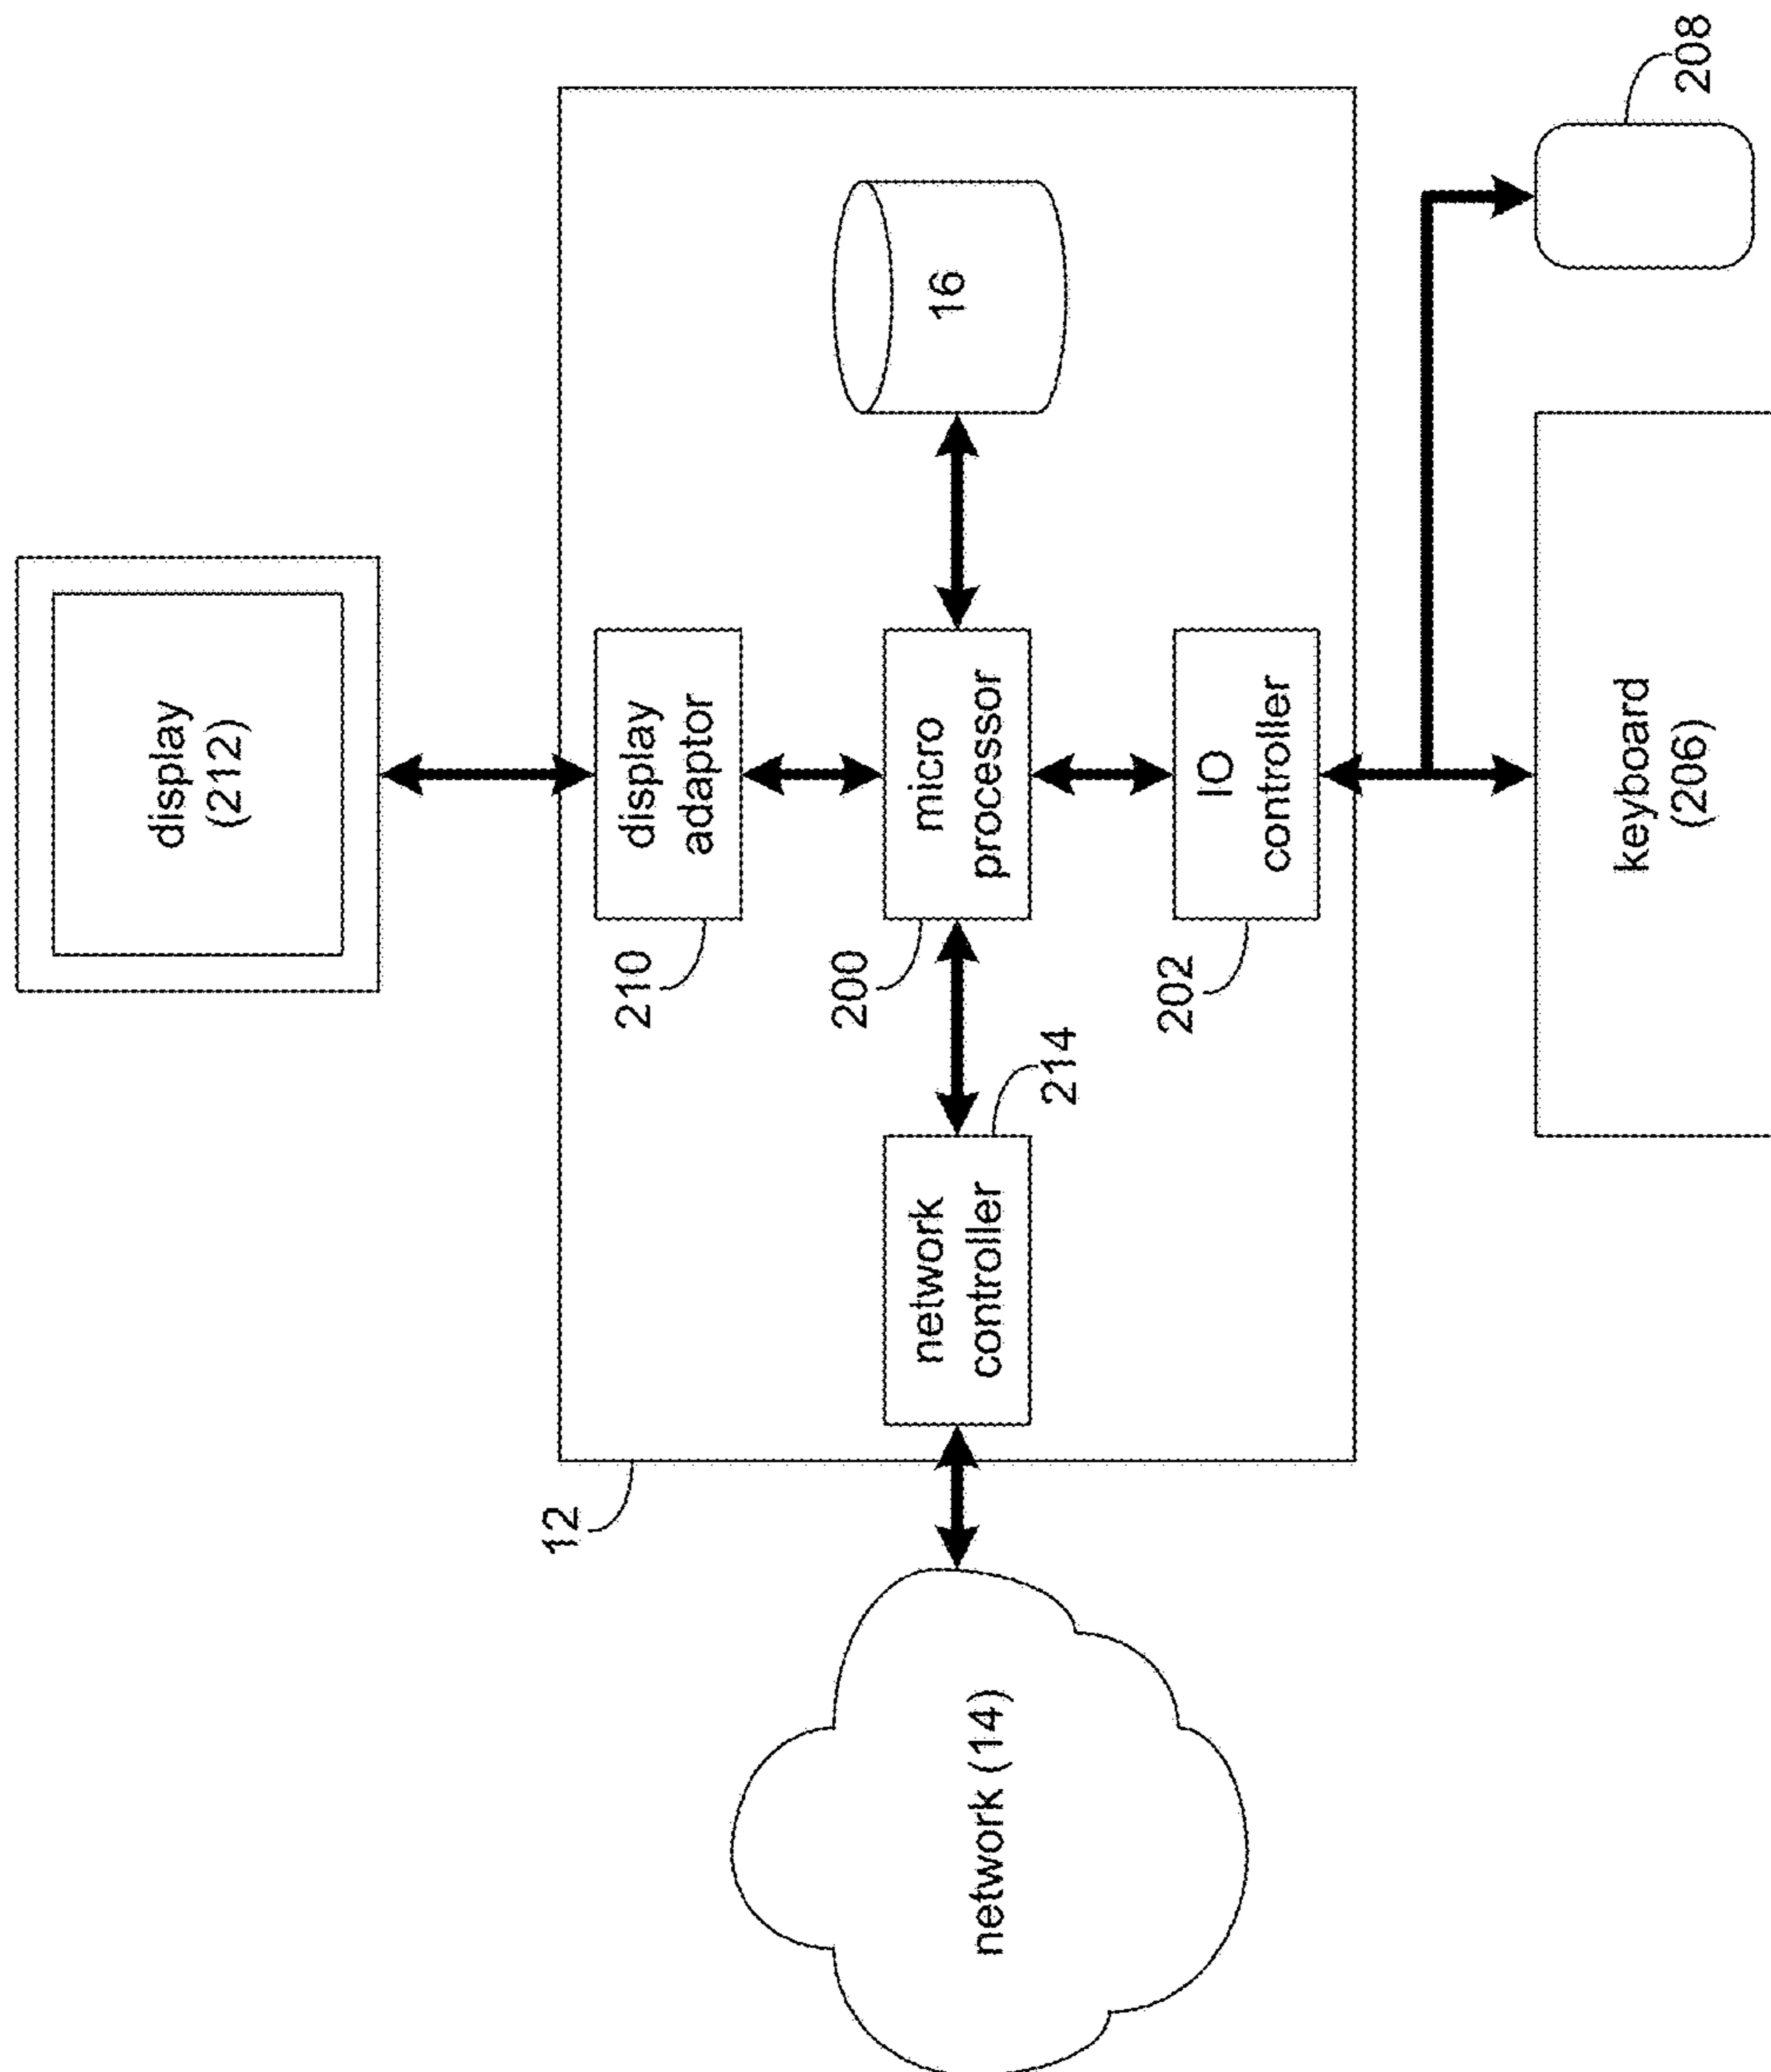 display
(212)
display
adaptor
210
micro
processor
200
16
IO
controller
202
network
controller
214
12
network (14)
keyboard
(206)
208